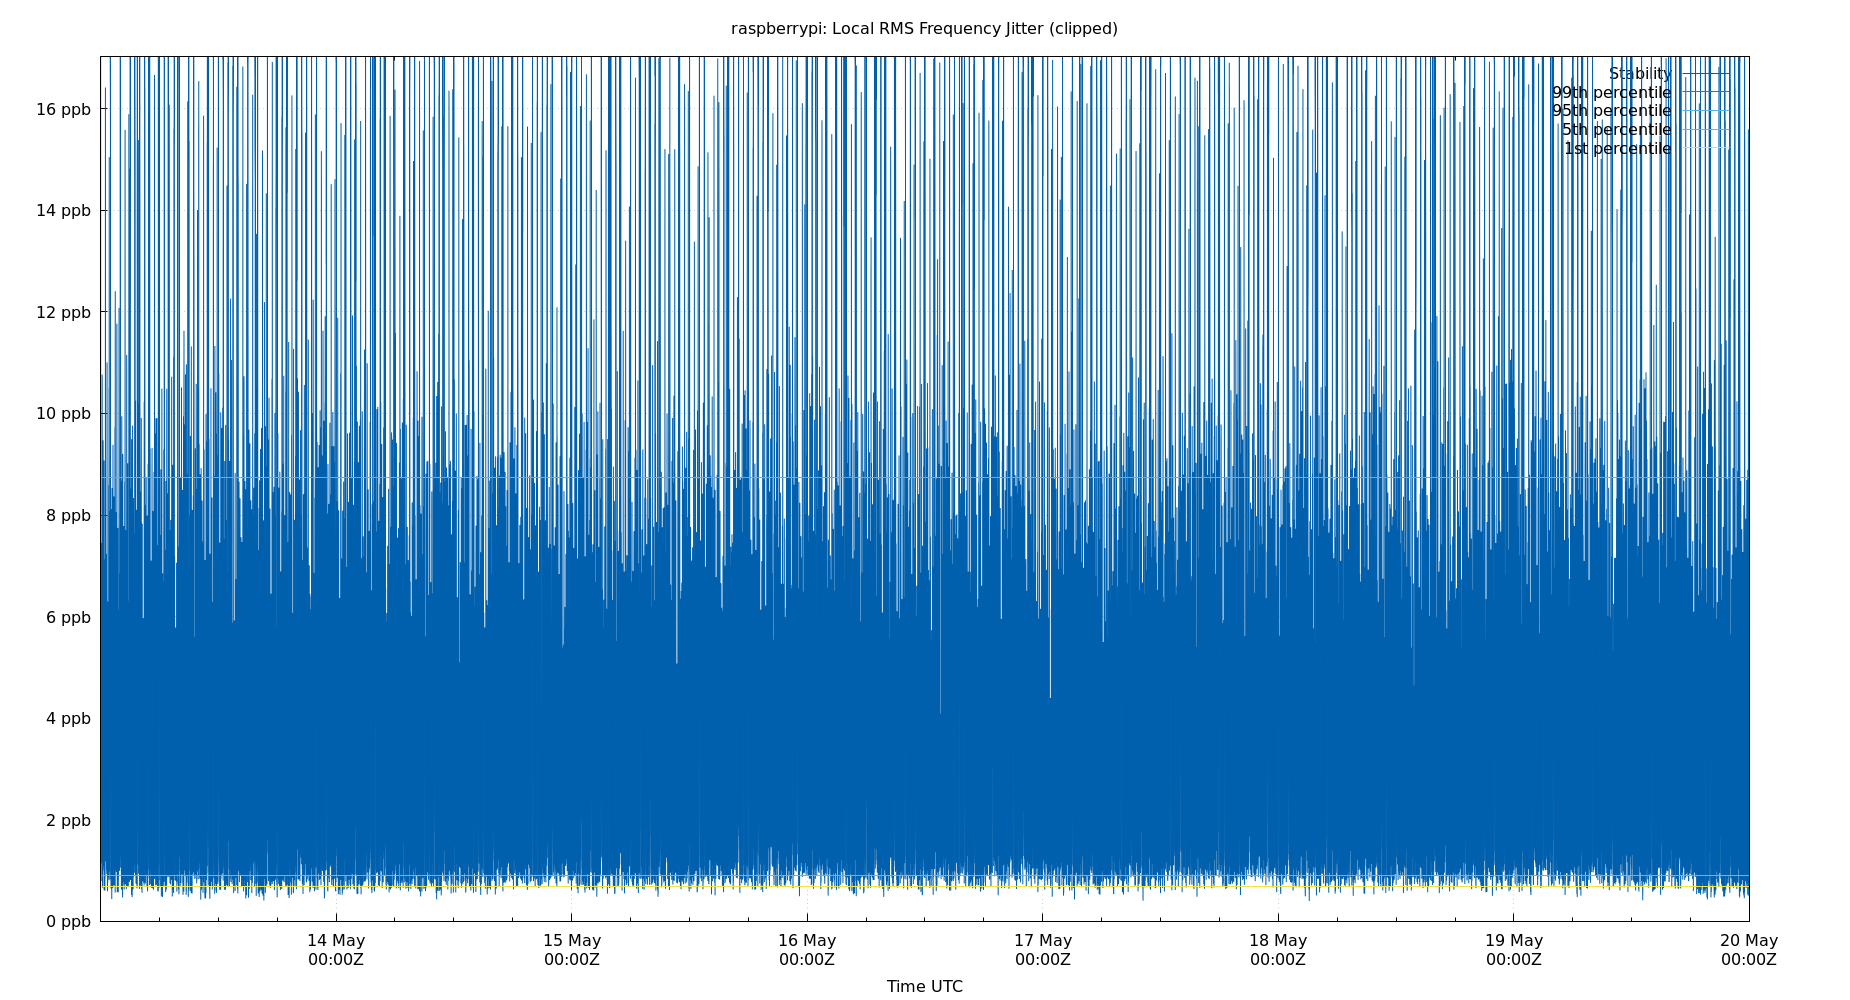 raspberrypi: Local RMS Frequency Jitter (clipped)
Stability
99th percentile
95th percentile
5th percentile
1st percentile
16 ppb
14 ppb
12 ppb
10 ppb
8 ppb
6 ppb
4 ppb
2 ppb
0 ppb
14 May 15 May 16 May 17 May 18 May 19 May 20 May
00:00Z 00:00Z 00:00Z 00:00Z 00:00Z 00:00Z 00:00Z
Time UTC